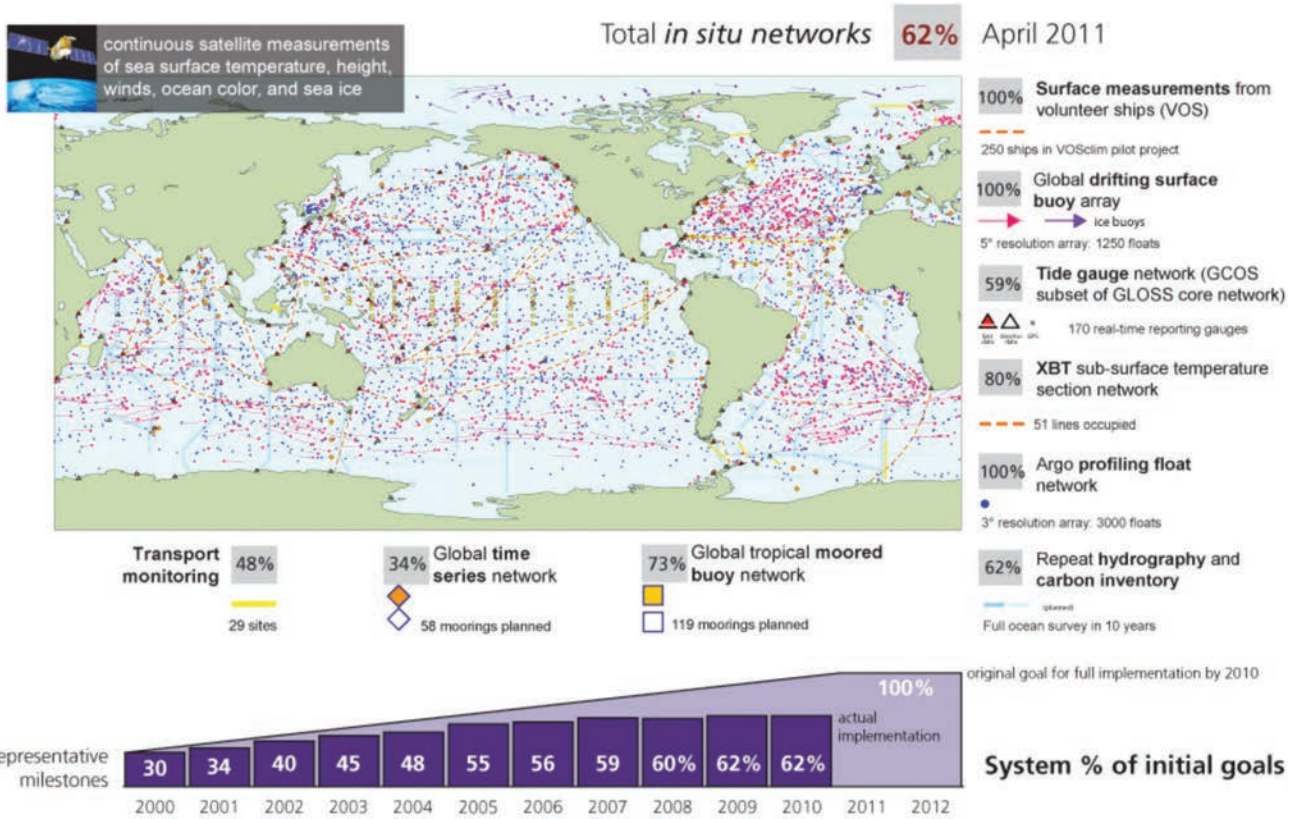 continuous satellite measurements
of sea surface temperature, height,
winds, ocean color, and sea ice
Total in situ networks 62% April 2011
100% Surface measurements from
volunteer ships (VOS)
250 ships in VOSclim pilot project
100% Global drifting surface
buoy array
ice buoys
5° resolution array: 1250 floats
59% Tide gauge network (GCOS
subset of GLOSS core network)
170 real-time reporting gauges
80% XBT sub-surface temperature
section network
51 lines occupied
100% Argo profiling float
network
3° resolution array: 3000 floats
62% Repeat hydrography and
carbon inventory
(planned)
Full ocean survey in 10 years
Transport
monitoring
48%
29 sites
34% Global time
series network
58 moorings planned
73% Global tropical moored
buoy network
119 moorings planned
original goal for full implementation by 2010
100%
actual
implementation
epresentative
milestones
30 34 40 45 48 55 56 59 60% 62% 62%
2000 2001 2002 2003 2004 2005 2006 2007 2008 2009 2010 2011 2012
System % of initial goals